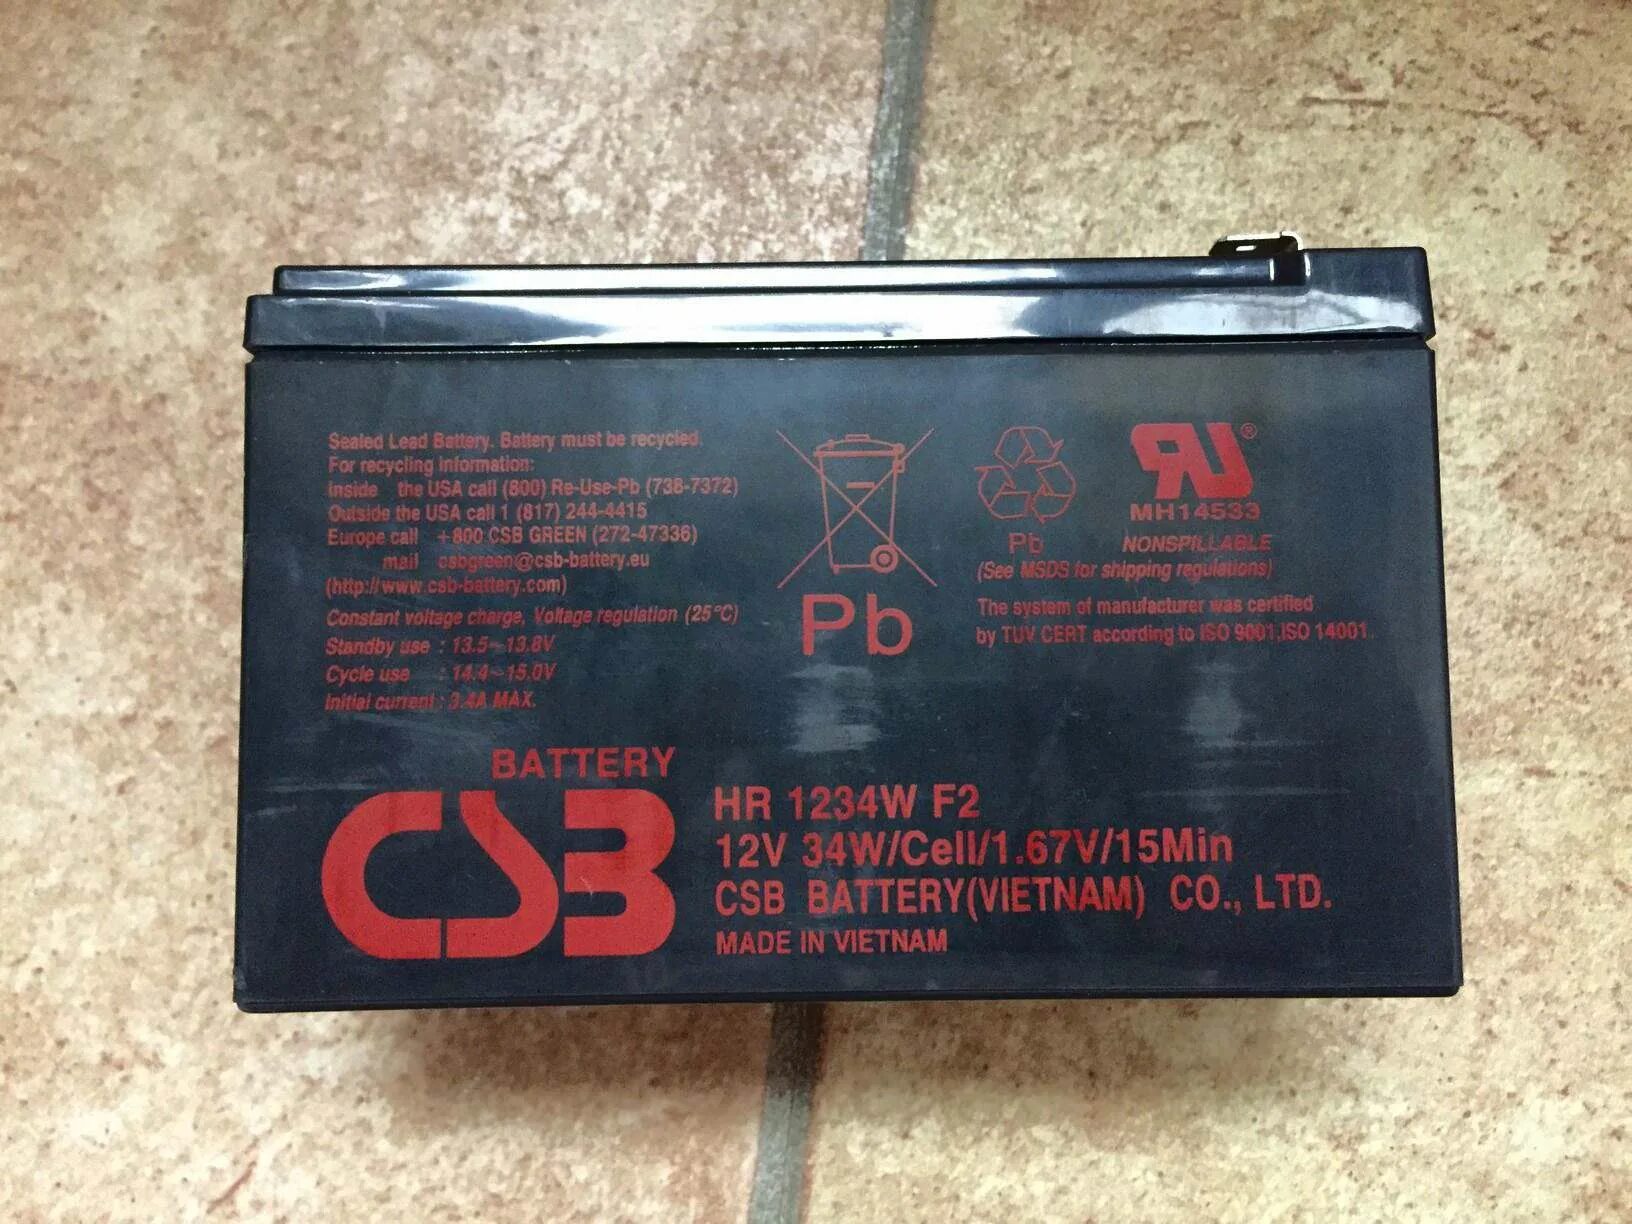 Sealed Lead Battery. Battery must be recycled.
For recycling information:
Inside the USA call (800) Re-Use-Pb (738-7372)
Outside the USA call 1 (817) 244-4415
Europe call +800 CSB GREEN (272-47336)
mail csbgreen@csb-battery.eu
(http://www.csb-battery.com)
Constant voltage charge, Voltage regulation (25°C)
Standby use : 13.5~13.8V
Cycle use : 14.4~15.0V
Initial current : 3.4A MAX.
Pb
Pb
RU®
MH14533
NONSPILLABLE
(See MSDS for shipping regulations)
The system of manufacturer was certified
by TUV CERT according to ISO 9001,ISO 14001.
BATTERY
CSB
HR 1234W F2
12V 34W/Cell/1.67V/15Min
CSB BATTERY(VIETNAM) CO., LTD.
MADE IN VIETNAM